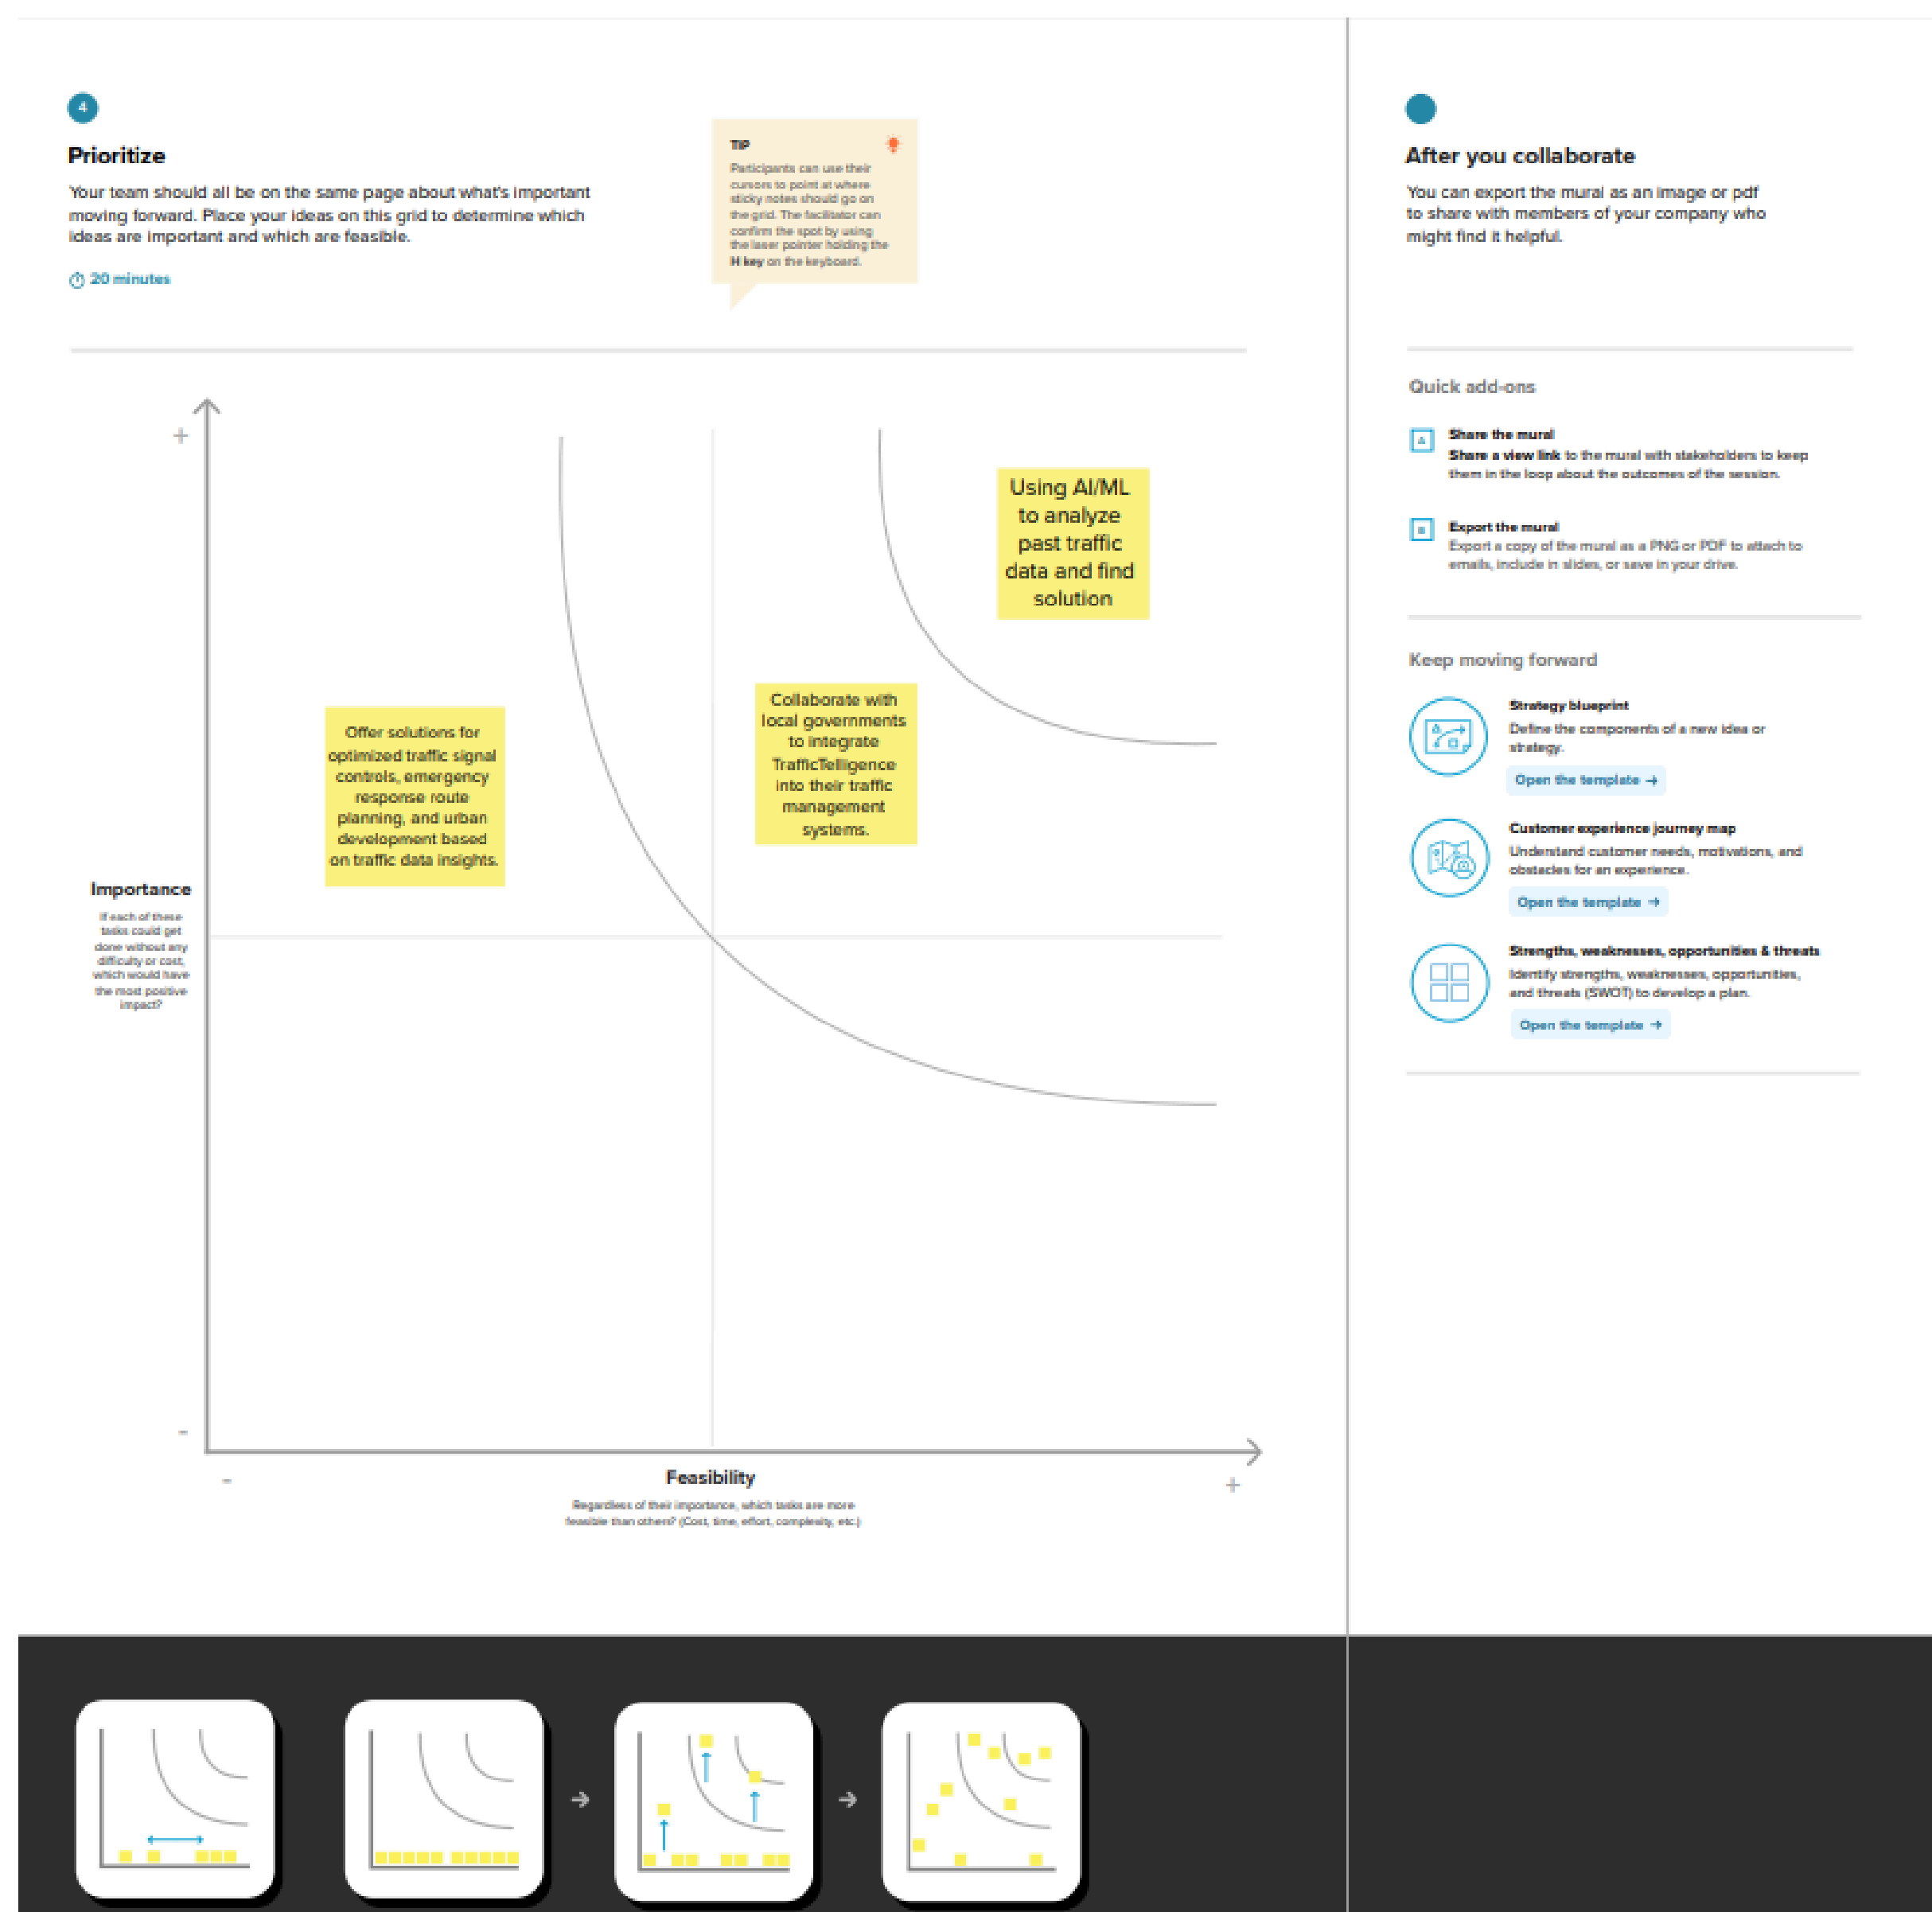 4
Prioritize
Your team should all be on the same page about what's important
moving forward. Place your ideas on this grid to determine which
ideas are important and which are feasible.
20 minutes
TIP
Participants can use their
cursors to point at where
sticky notes should go on
the grid. The facilitator can
confirm the spot by using
the laser pointer holding the
H key on the keyboard.
+
Using AI/ML
to analyze
past traffic
data and find
solution
Offer solutions for
optimized traffic signal
controls, emergency
response route
planning, and urban
development based
on traffic data insights.
Collaborate with
local governments
to integrate
TrafficTelligence
into their traffic
management
systems.
Importance
If each of these
tasks could get
done without any
difficulty or cost,
which would have
the most positive
impact?
-
-
Feasibility
+
Regardless of their importance, which tasks are more
feasible than others? (Cost, time, effort, complexity, etc.)
After you collaborate
You can export the mural as an image or pdf
to share with members of your company who
might find it helpful.
Quick add-ons
A
Share the mural
Share a view link to the mural with stakeholders to keep
them in the loop about the outcomes of the session.
B
Export the mural
Export a copy of the mural as a PNG or PDF to attach to
emails, include in slides, or save in your drive.
Keep moving forward
Strategy blueprint
Define the components of a new idea or
strategy.
Open the template →
Customer experience journey map
Understand customer needs, motivations, and
obstacles for an experience.
Open the template →
Strengths, weaknesses, opportunities & threats
Identify strengths, weaknesses, opportunities,
and threats (SWOT) to develop a plan.
Open the template →